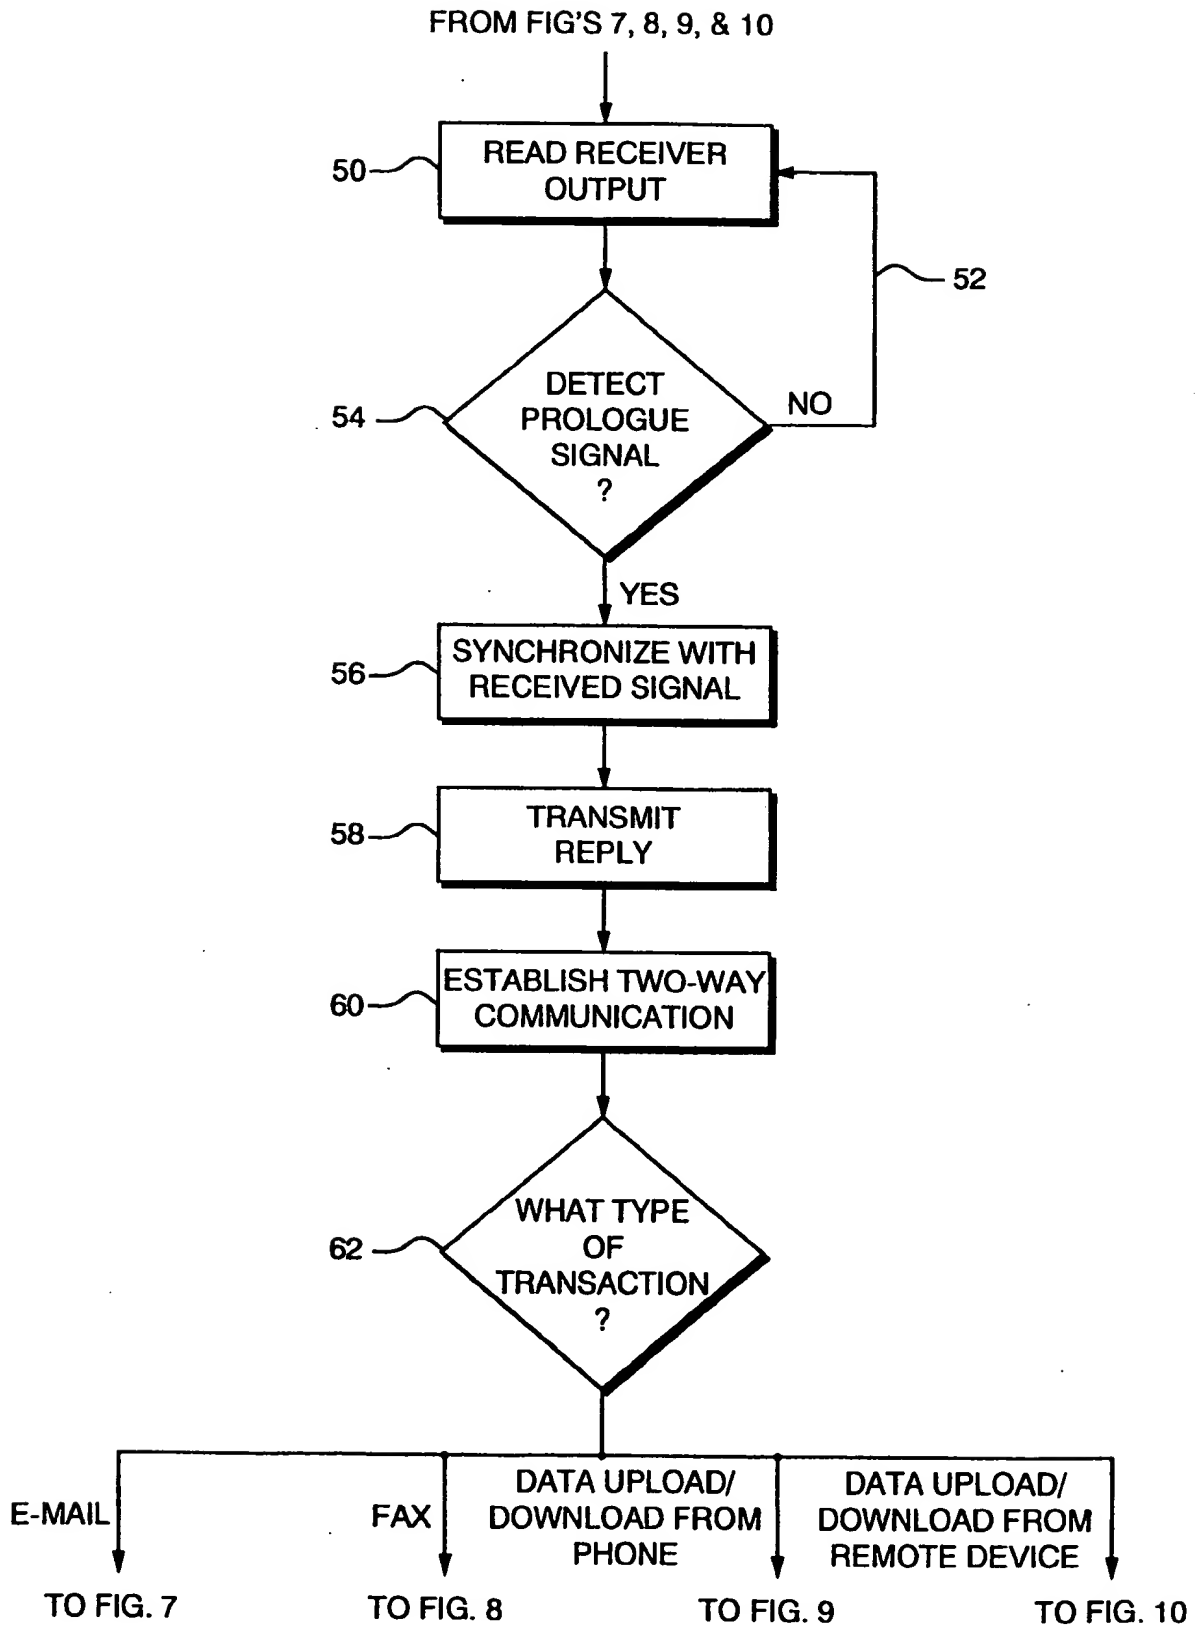 FROM FIG'S 7, 8, 9, & 10
READ RECEIVER
OUTPUT
50
52
DETECT
PROLOGUE
SIGNAL
?
54
NO
YES
SYNCHRONIZE WITH
RECEIVED SIGNAL
56
TRANSMIT
REPLY
58
ESTABLISH TWO-WAY
COMMUNICATION
60
WHAT TYPE
OF
TRANSACTION
?
62
E-MAIL
FAX
DATA UPLOAD/
DOWNLOAD FROM
PHONE
DATA UPLOAD/
DOWNLOAD FROM
REMOTE DEVICE
TO FIG. 7
TO FIG. 8
TO FIG. 9
TO FIG. 10